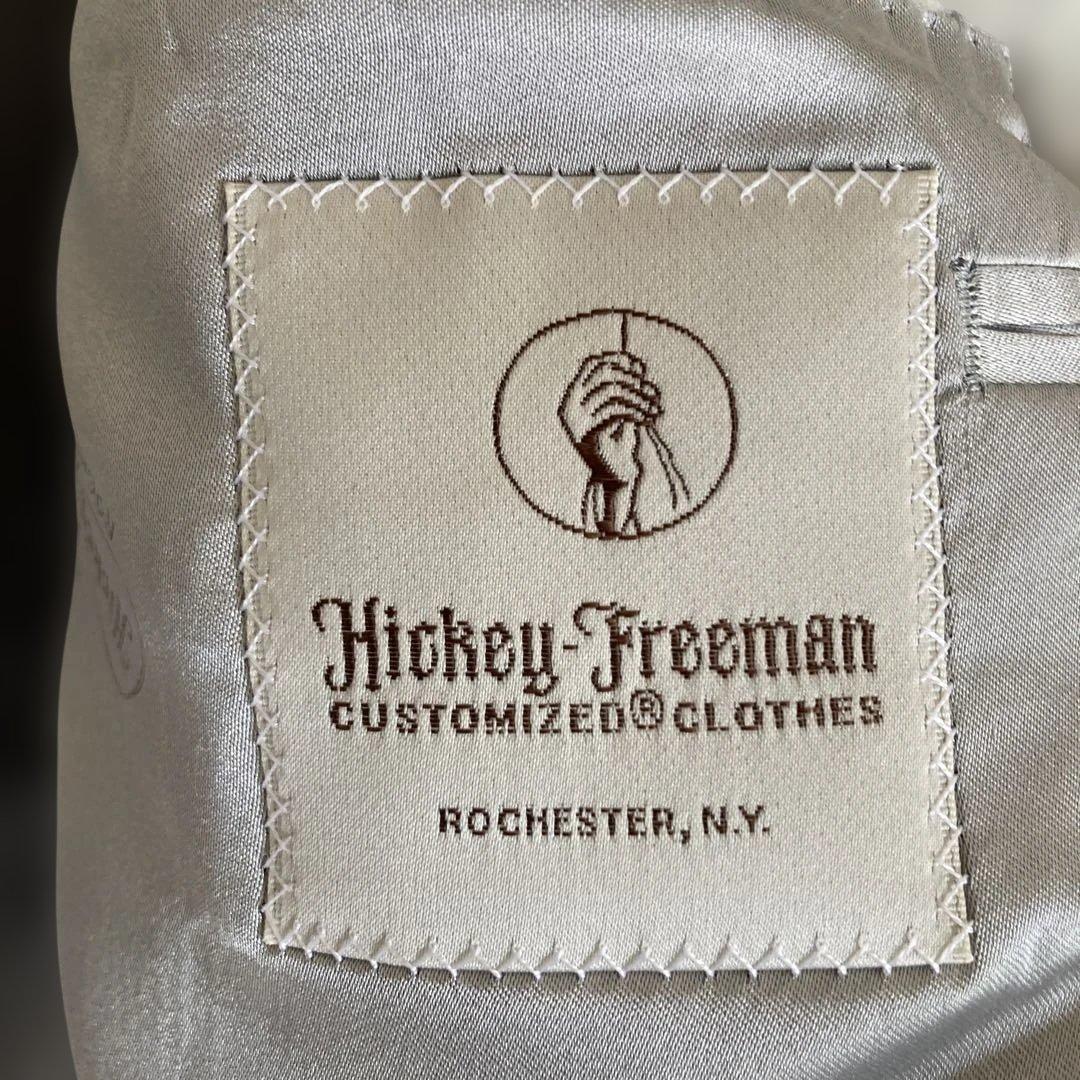 Hickey-Freeman
CUSTOMIZED® CLOTHES
ROCHESTER, N.Y.